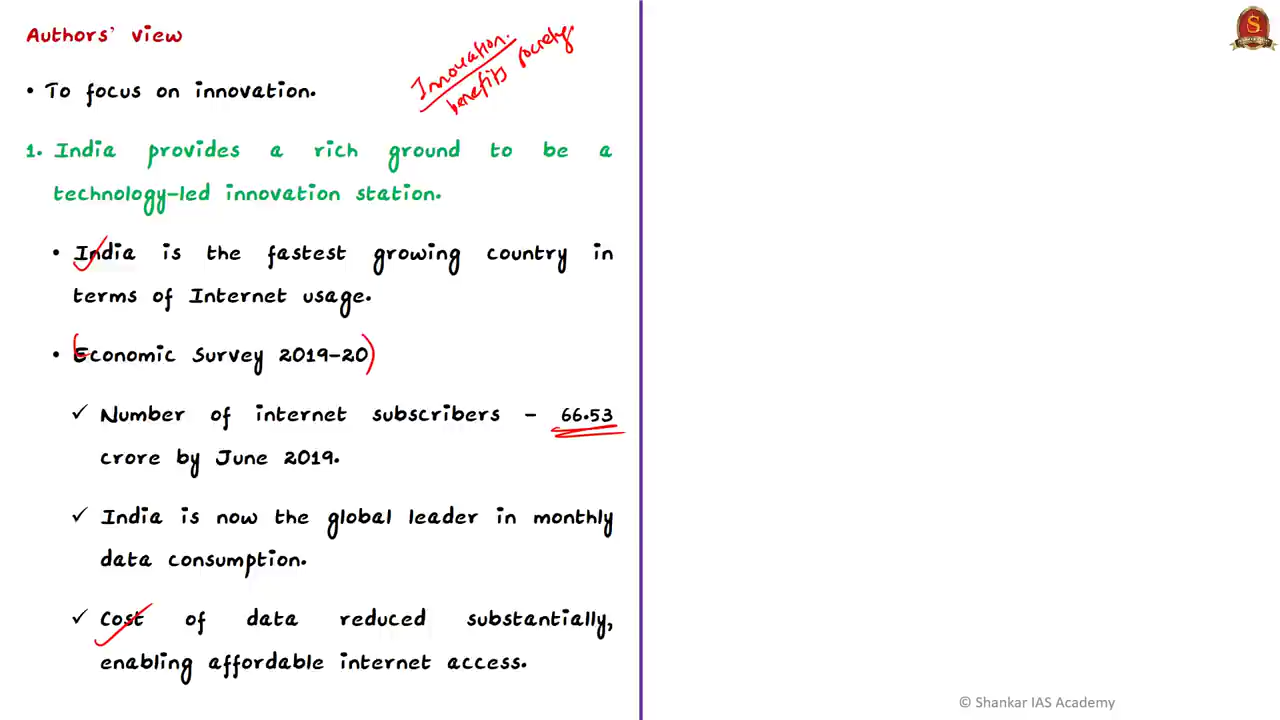 Authors' view
Innovation.
benefits society.
• To focus on innovation.
1. India provides a rich ground to be a
technology-led innovation station.
• India is the fastest growing country in
terms of Internet usage.
• Economic Survey 2019-20
✓ Number of internet subscribers - 66.53
crore by June 2019.
✓ India is now the global leader in monthly
data consumption.
✓ Cost of data reduced substantially,
enabling affordable internet access.
S
© Shankar IAS Academy